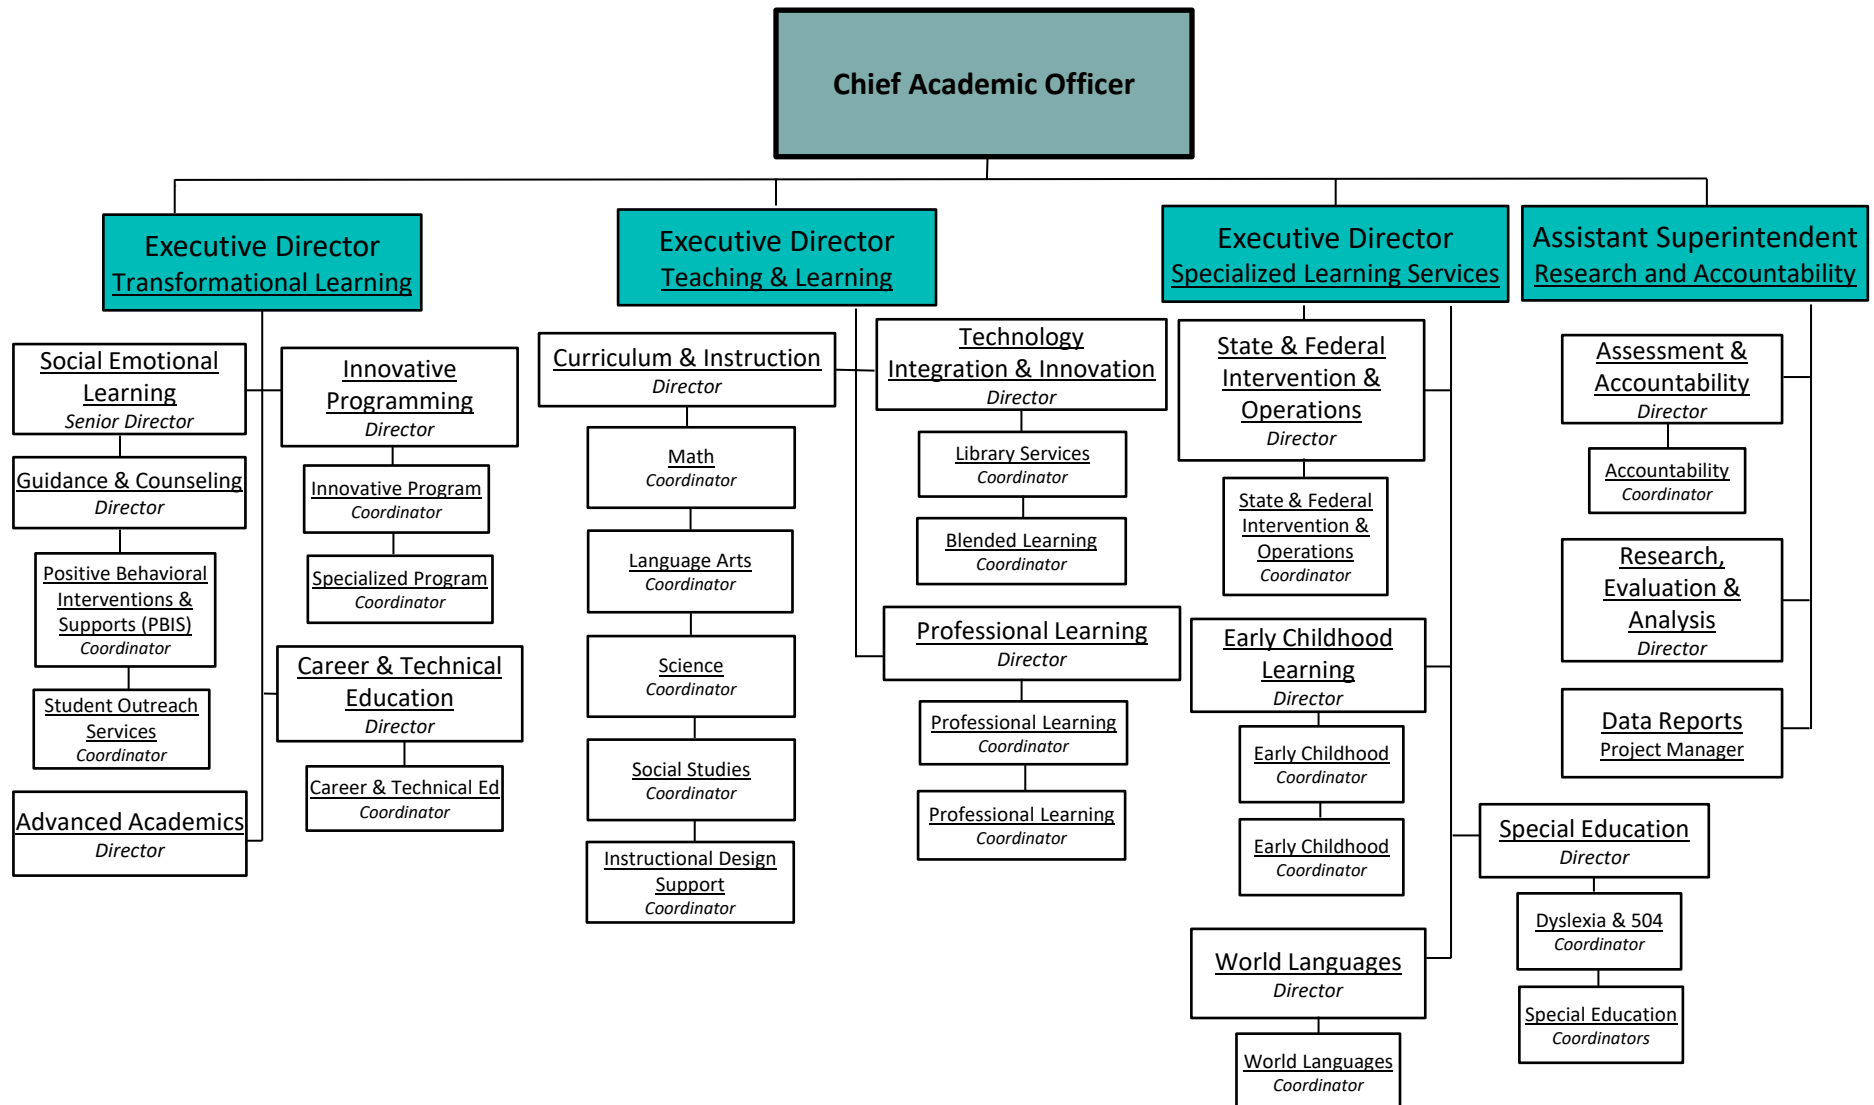 Chief Academic Officer
Executive Director
Transformational Learning
Executive Director
Teaching & Learning
Executive Director
Specialized Learning Services
Assistant Superintendent
Research and Accountability
Social Emotional
Learning
Senior Director
Guidance & Counseling
Director
Positive Behavioral
Interventions &
Supports (PBIS)
Coordinator
Student Outreach
Services
Coordinator
Advanced Academics
Director
Innovative
Programming
Director
Innovative Program
Coordinator
Specialized Program
Coordinator
Career & Technical
Education
Director
Career & Technical Ed
Coordinator
Curriculum & Instruction
Director
Math
Coordinator
Language Arts
Coordinator
Science
Coordinator
Social Studies
Coordinator
Instructional Design
Support
Coordinator
Technology
Integration & Innovation
Director
Library Services
Coordinator
Blended Learning
Coordinator
Professional Learning
Director
Professional Learning
Coordinator
Professional Learning
Coordinator
State & Federal
Intervention &
Operations
Director
State & Federal
Intervention &
Operations
Coordinator
Early Childhood
Learning
Director
Early Childhood
Coordinator
Early Childhood
Coordinator
World Languages
Director
World Languages
Coordinator
Special Education
Director
Dyslexia & 504
Coordinator
Special Education
Coordinators
Assessment &
Accountability
Director
Accountability
Coordinator
Research,
Evaluation &
Analysis
Director
Data Reports
Project Manager